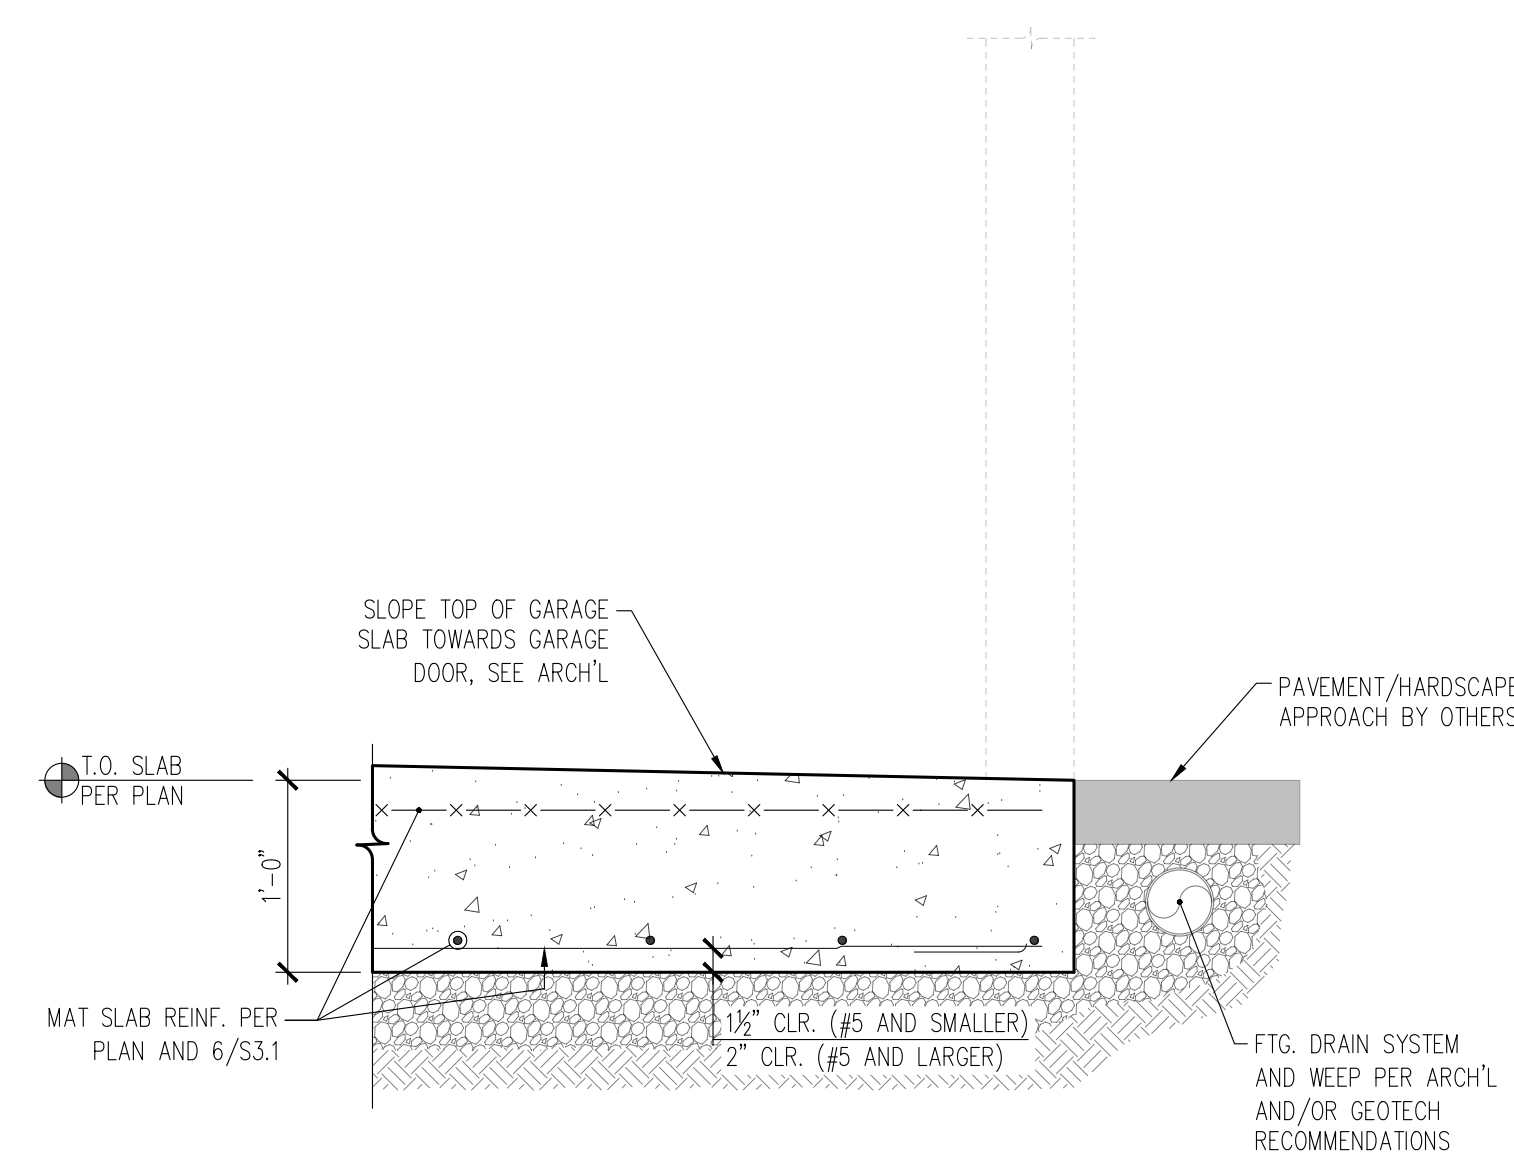 SLOPE TOP OF GARAGE
SLAB TOWARDS GARAGE
DOOR, SEE ARCH'L
PAVEMENT/HARDSCAPE
APPROACH BY OTHERS
T.O. SLAB
PER PLAN
1'-0"
MAT SLAB REINF. PER
PLAN AND 6/S3.1
1½" CLR. (#5 AND SMALLER)
2" CLR. (#5 AND LARGER)
FTG. DRAIN SYSTEM
AND WEEP PER ARCH'L
AND/OR GEOTECH
RECOMMENDATIONS